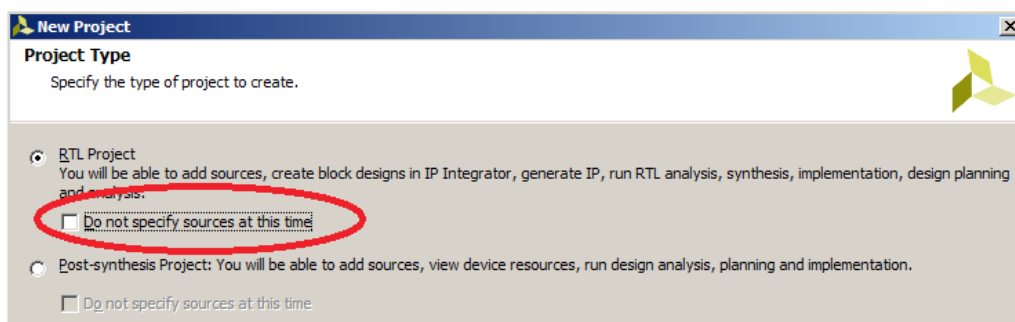 New Project
Project Type
Specify the type of project to create.
RTL Project
You will be able to add sources, create block designs in IP Integrator, generate IP, run RTL analysis, synthesis, implementation, design planning
and analysis.
Do not specify sources at this time
Post-synthesis Project: You will be able to add sources, view device resources, run design analysis, planning and implementation.
Do not specify sources at this time